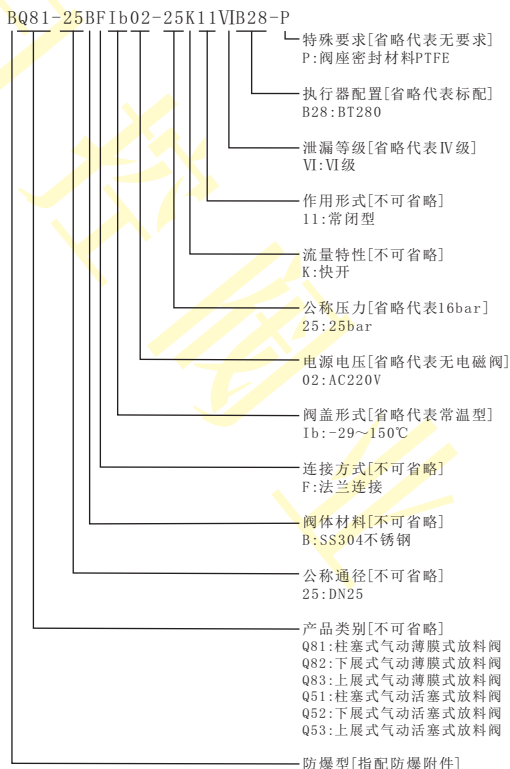 BQ81-25BFIb02-25K11ⅥB28-P
特殊要求[省略代表无要求]
P:阀座密封材料PTFE
执行器配置[省略代表标配]
B28:BT280
泄漏等级[省略代表Ⅳ级]
Ⅵ:Ⅵ级
作用形式[不可省略]
11:常闭型
流量特性[不可省略]
K:快开
公称压力[省略代表16bar]
25:25bar
电源电压[省略代表无电磁阀]
02:AC220V
阀盖形式[省略代表常温型]
Ib:-29～150℃
连接方式[不可省略]
F:法兰连接
阀体材料[不可省略]
B:SS304不锈钢
公称通径[不可省略]
25:DN25
产品类别[不可省略]
Q81:柱塞式气动薄膜式放料阀
Q82:下展式气动薄膜式放料阀
Q83:上展式气动薄膜式放料阀
Q51:柱塞式气动活塞式放料阀
Q52:下展式气动活塞式放料阀
Q53:上展式气动活塞式放料阀
防爆型[指配防爆附件]